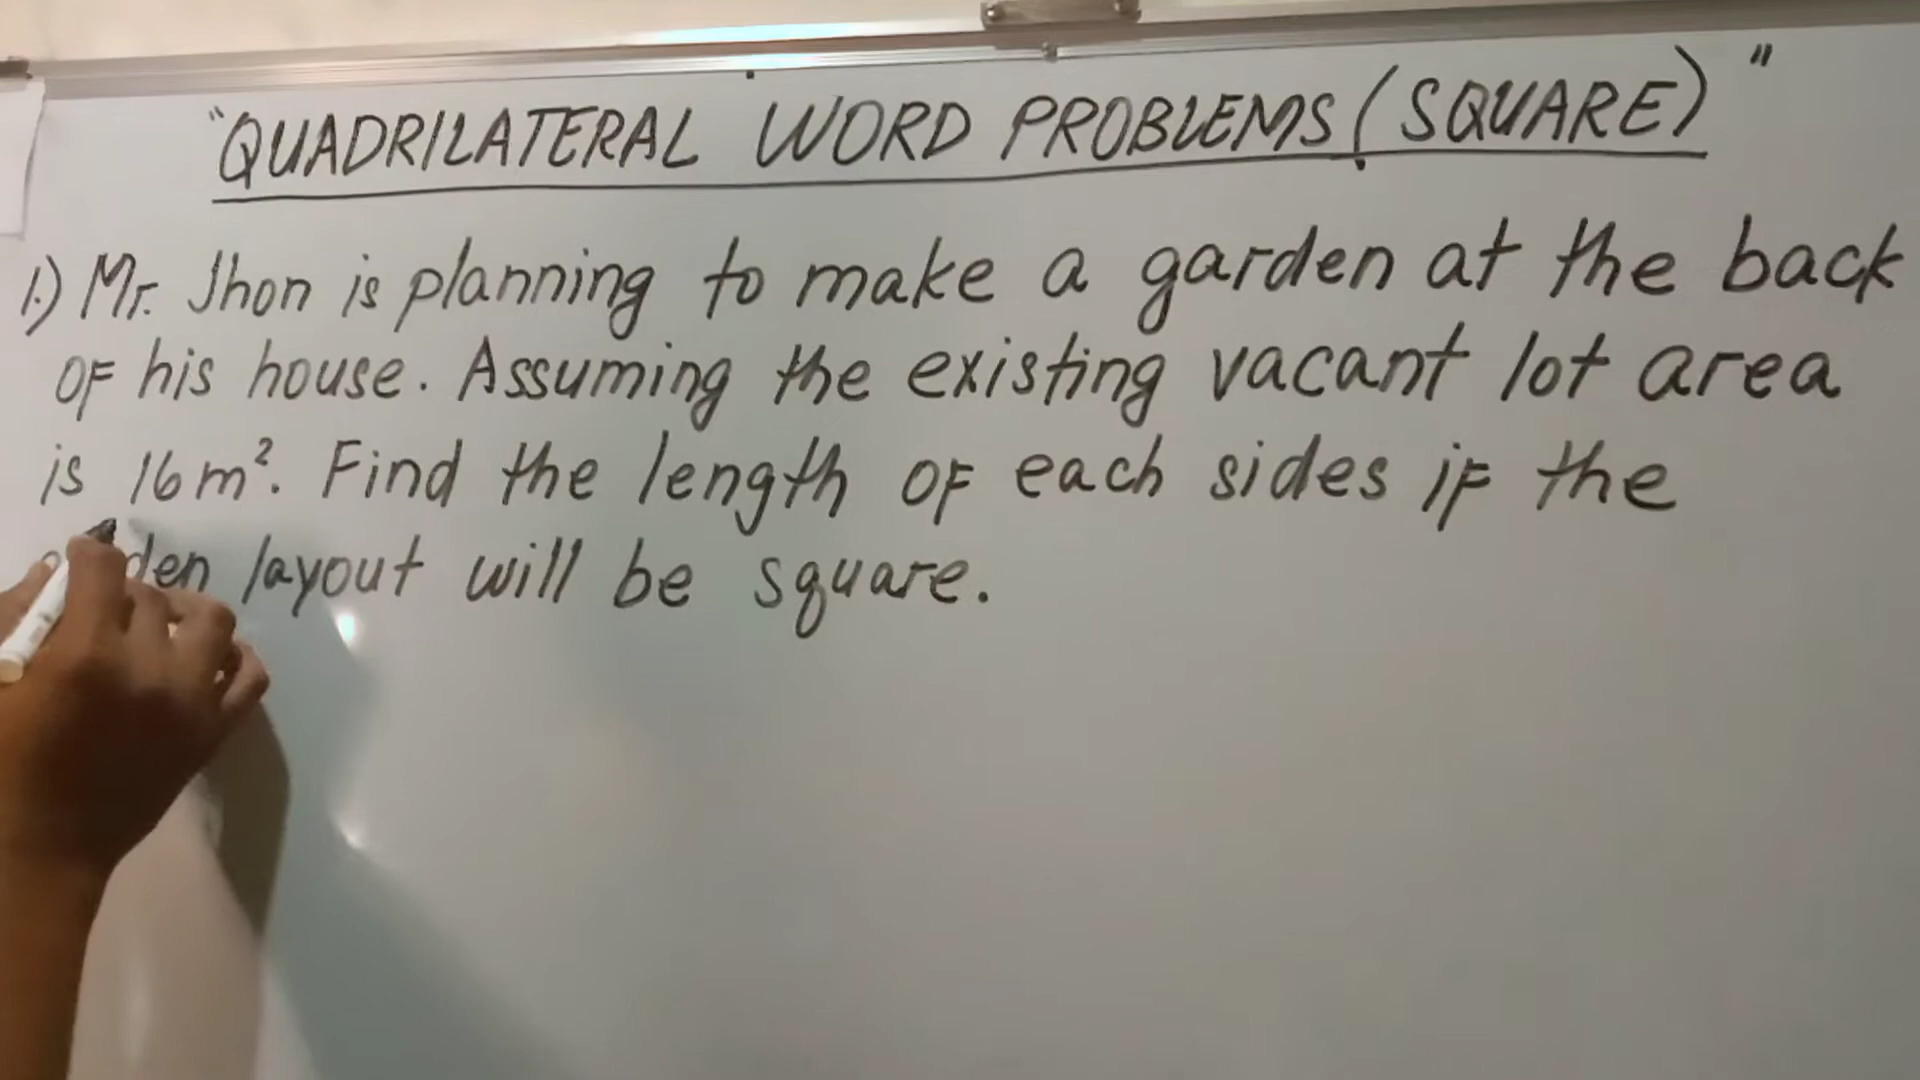 "QUADRILATERAL WORD PROBLEMS (SQUARE)"
1.) Mr. Jhon is planning to make a garden at the back
OF his house. Assuming the existing vacant lot area
is 16m². Find the length OF each sides iF the
layout will be square.